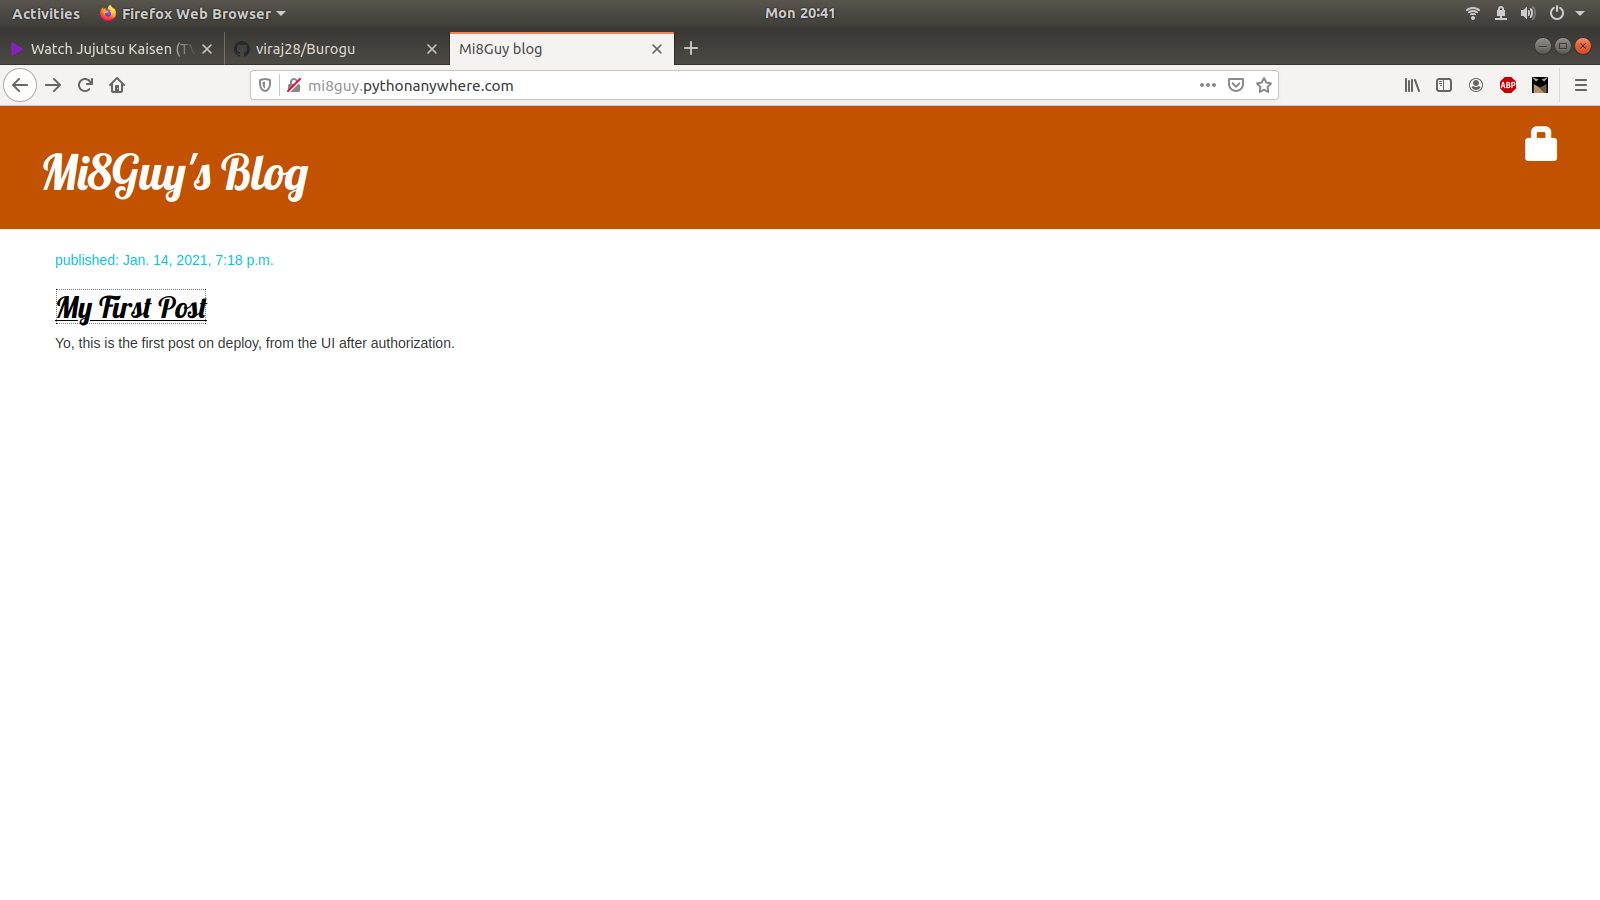 Activities
Firefox Web Browser
Mon 20:41
Watch Jujutsu Kaisen (TV
viraj28/Burogu
Mi8Guy blog
mi8guy.pythonanywhere.com
ABP
Mi8Guy's Blog
published: Jan. 14, 2021, 7:18 p.m.
My First Post
Yo, this is the first post on deploy, from the UI after authorization.